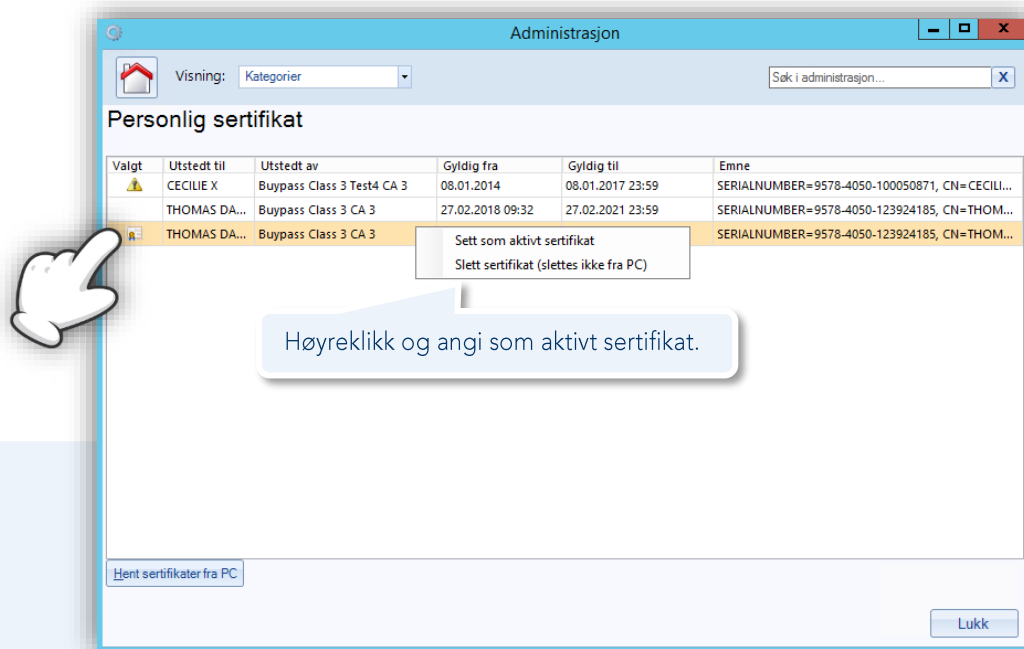 Administrasjon
X
Visning: Kategorier Søk i administrasjon... X
Personlig sertifikat
Valgt Utstedt til Utstedt av Gyldig fra Gyldig til Emne
CECILIE X Buypass Class 3 Test4 CA 3 08.01.2014 08.01.2017 23:59 SERIALNUMBER=9578-4050-100050871, CN=CECILI...
THOMAS DA... Buypass Class 3 CA 3 27.02.2018 09:32 27.02.2021 23:59 SERIALNUMBER=9578-4050-123924185, CN=THOM...
THOMAS DA... Buypass Class 3 CA 3 SERIALNUMBER=9578-4050-123924185, CN=THOM...
Sett som aktivt sertifikat
Slett sertifikat (slettes ikke fra PC)
Høyreklikk og angi som aktivt sertifikat.
Hent sertifikater fra PC
Lukk